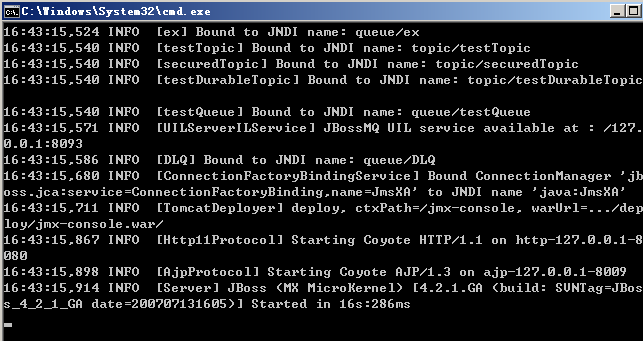 C:\Windows\System32\cmd.exe
16:43:15,524 INFO  [ex] Bound to JNDI name: queue/ex
16:43:15,540 INFO  [testTopic] Bound to JNDI name: topic/testTopic
16:43:15,540 INFO  [securedTopic] Bound to JNDI name: topic/securedTopic
16:43:15,540 INFO  [testDurableTopic] Bound to JNDI name: topic/testDurableTopic
16:43:15,540 INFO  [testQueue] Bound to JNDI name: queue/testQueue
16:43:15,571 INFO  [UILServerILService] JBossMQ UIL service available at : /127.
0.0.1:8093
16:43:15,586 INFO  [DLQ] Bound to JNDI name: queue/DLQ
16:43:15,680 INFO  [ConnectionFactoryBindingService] Bound ConnectionManager 'jb
oss.jca:service=ConnectionFactoryBinding,name=JmsXA' to JNDI name 'java:JmsXA'
16:43:15,711 INFO  [TomcatDeployer] deploy, ctxPath=/jmx-console, warUrl=.../dep
loy/jmx-console.war/
16:43:15,867 INFO  [Http11Protocol] Starting Coyote HTTP/1.1 on http-127.0.0.1-8
080
16:43:15,898 INFO  [AjpProtocol] Starting Coyote AJP/1.3 on ajp-127.0.0.1-8009
16:43:15,914 INFO  [Server] JBoss (MX MicroKernel) [4.2.1.GA (build: SVNTag=JBos
s_4_2_1_GA date=200707131605)] Started in 16s:286ms